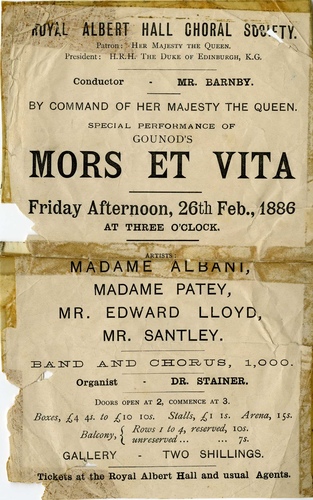 ROYAL ALBERT HALL CHORAL SOCIETY.
Patron: HER MAJESTY THE QUEEN.
President: H.R.H. THE DUKE OF EDINBURGH, K.G.
Conductor - MR. BARNBY.
BY COMMAND OF HER MAJESTY THE QUEEN.
SPECIAL PERFORMANCE OF
GOUNOD'S
MORS ET VITA
Friday Afternoon, 26th Feb., 1886
AT THREE O'CLOCK.
ARTISTS:
MADAME ALBANI,
MADAME PATEY,
MR. EDWARD LLOYD,
MR. SANTLEY.
BAND AND CHORUS, 1,000.
Organist - DR. STAINER.
DOORS OPEN AT 2, COMMENCE AT 3.
Boxes, £4 4s. to £10 10s. Stalls, £1 1s. Arena, 15s.
Balcony, { Rows 1 to 4, reserved, 10s.
unreserved ... ... 7s.
GALLERY - TWO SHILLINGS.
Tickets at the Royal Albert Hall and usual Agents.